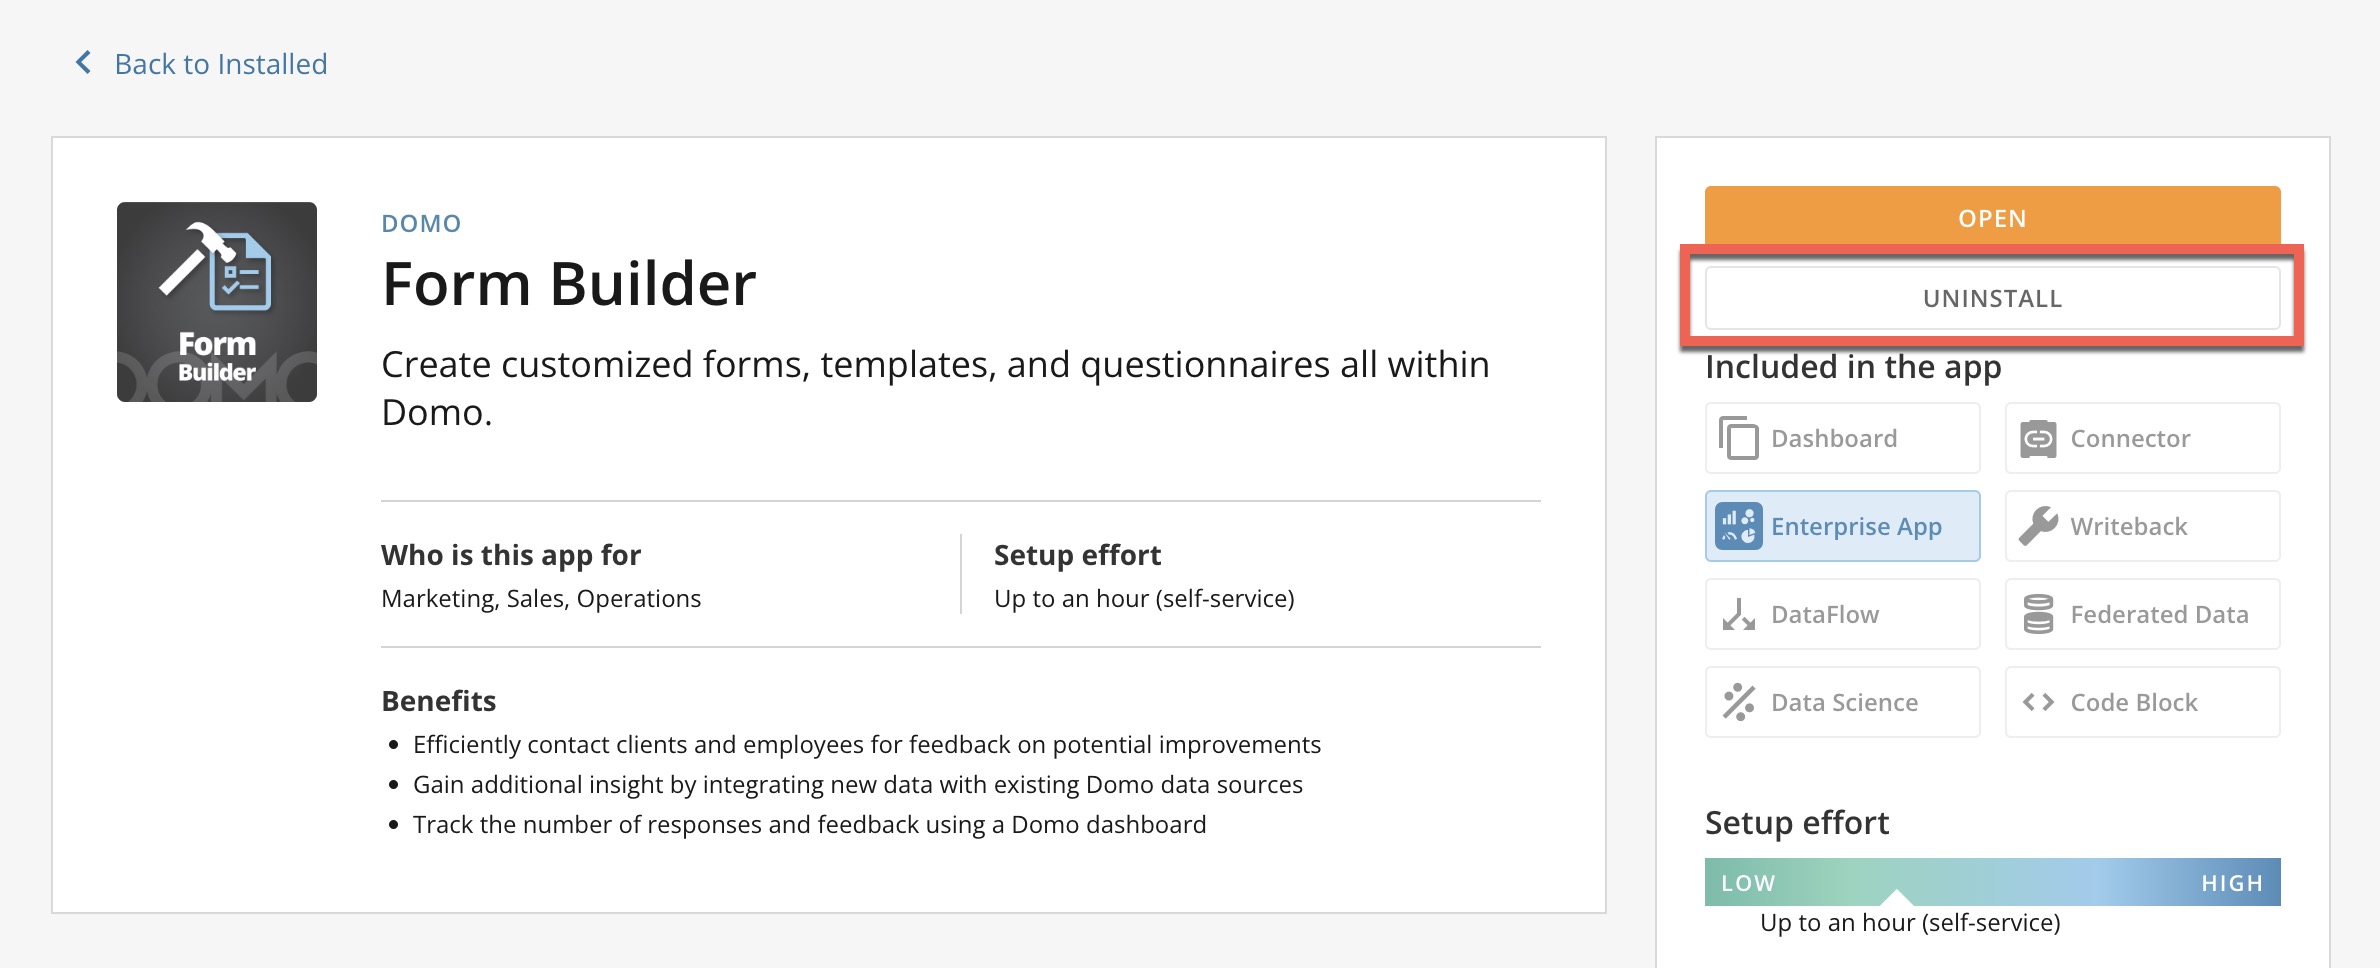 Back to Installed
Form
Builder
DOMO
DOMO
Form Builder
Create customized forms, templates, and questionnaires all within
Domo.
Who is this app for
Marketing, Sales, Operations
Setup effort
Up to an hour (self-service)
Benefits
• Efficiently contact clients and employees for feedback on potential improvements
• Gain additional insight by integrating new data with existing Domo data sources
• Track the number of responses and feedback using a Domo dashboard
OPEN
UNINSTALL
Included in the app
Dashboard
Connector
Enterprise App
Writeback
DataFlow
Federated Data
Data Science
Code Block
Setup effort
LOW
HIGH
Up to an hour (self-service)